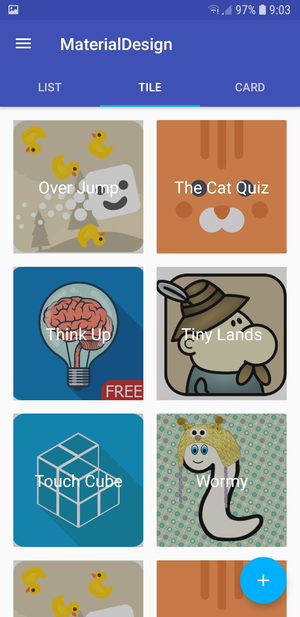 97% 9:03
MaterialDesign
LIST TILE CARD
Over Jump The Cat Quiz
Think Up Tiny Lands
FREE
Touch Cube Wormy